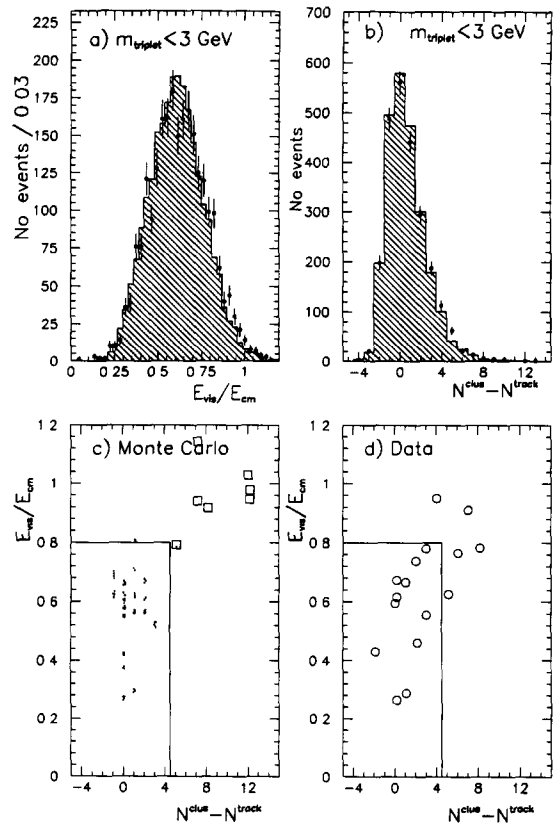 a) m_triplet <3 GeV
No events / 0 03
225
200
175
150
125
100
75
50
25
0
0 0 25 0 5 0 75 1
E_vis/E_cm
b) m_triplet <3 GeV
No events
700
600
500
400
300
200
100
0
-4 0 4 8 12
N^clus-N^track
c) Monte Carlo
E_vis/E_cm
1 2
1
0 8
0 6
0 4
0 2
0
-4 0 4 8 12
N^clus-N^track
d) Data
E_vis/E_cm
1 2
1
0 8
0 6
0 4
0 2
0
-4 0 4 8 12
N^clus-N^track